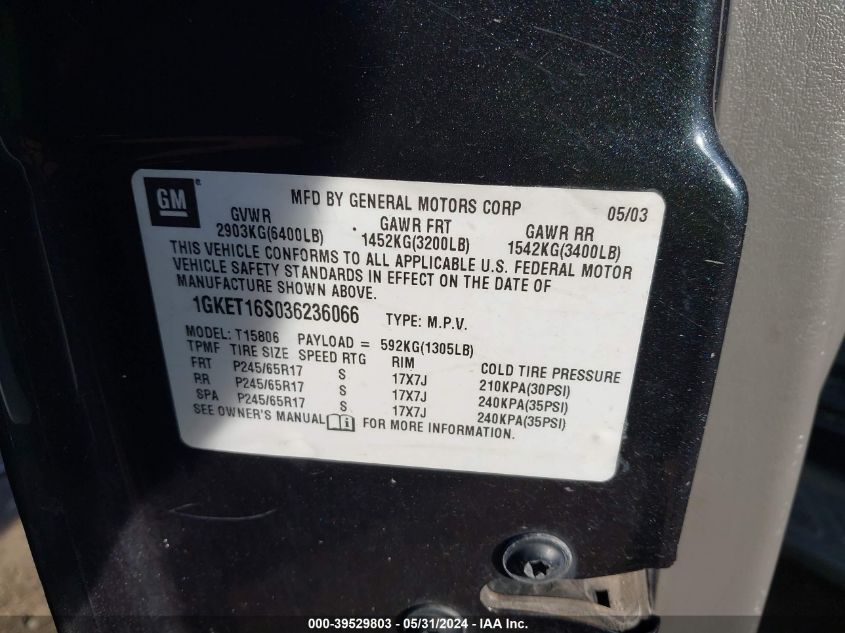 GM
MFD BY GENERAL MOTORS CORP 05/03
GVWR GAWR FRT GAWR RR
2903KG(6400LB) 1452KG(3200LB) 1542KG(3400LB)
THIS VEHICLE CONFORMS TO ALL APPLICABLE U.S. FEDERAL MOTOR
VEHICLE SAFETY STANDARDS IN EFFECT ON THE DATE OF
MANUFACTURE SHOWN ABOVE.
1GKET16S036236066 TYPE: M.P.V.
MODEL: T15806 PAYLOAD = 592KG(1305LB)
TPMF TIRE SIZE SPEED RTG RIM COLD TIRE PRESSURE
FRT P245/65R17 S 17X7J 210KPA(30PSI)
RR P245/65R17 S 17X7J 240KPA(35PSI)
SPA P245/65R17 S 17X7J 240KPA(35PSI)
SEE OWNER'S MANUAL FOR MORE INFORMATION.
000-39529803 - 05/31/2024 - IAA Inc.